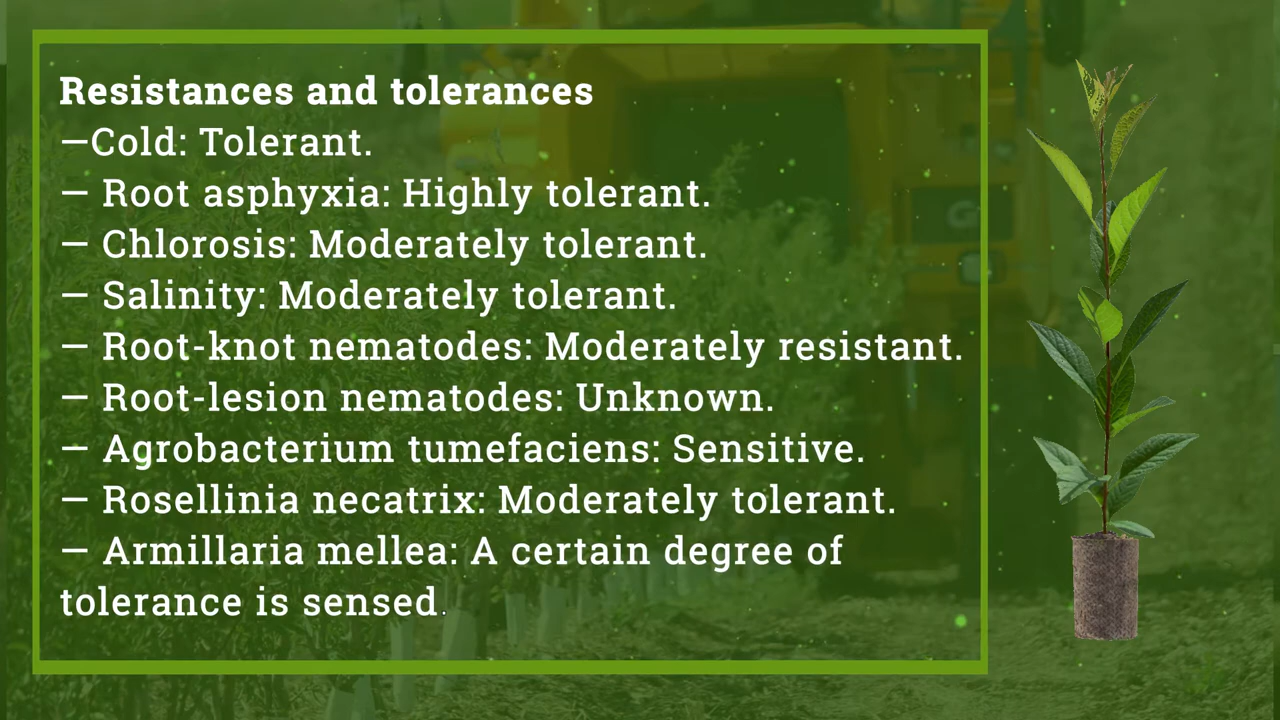 Resistances and tolerances
—Cold: Tolerant.
— Root asphyxia: Highly tolerant.
— Chlorosis: Moderately tolerant.
— Salinity: Moderately tolerant.
— Root-knot nematodes: Moderately resistant.
— Root-lesion nematodes: Unknown.
— Agrobacterium tumefaciens: Sensitive.
— Rosellinia necatrix: Moderately tolerant.
— Armillaria mellea: A certain degree of
tolerance is sensed.